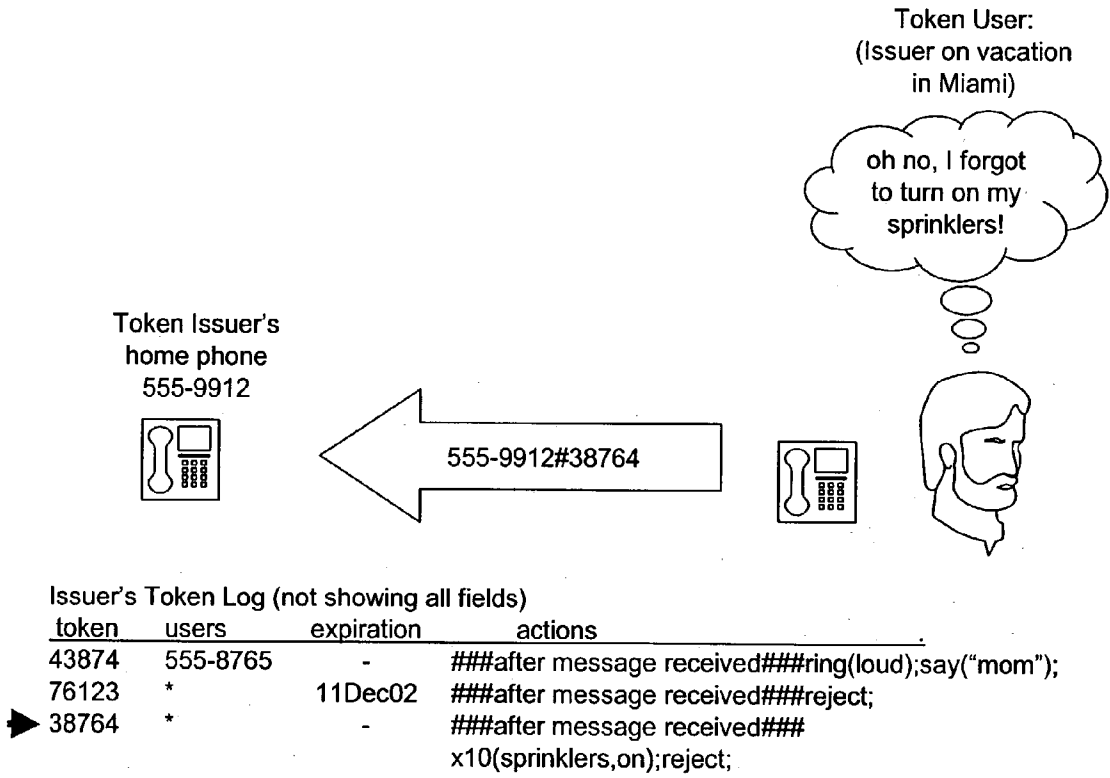 Token User:
(Issuer on vacation
in Miami)
oh no, I forgot
to turn on my
sprinklers!
Token Issuer's
home phone
555-9912
555-9912#38764
Issuer's Token Log (not showing all fields)
token users expiration actions
43874 555-8765 - ###after message received###ring(loud);say("mom");
76123 * 11Dec02 ###after message received###reject;
38764 * - ###after message received###
x10(sprinklers,on);reject;